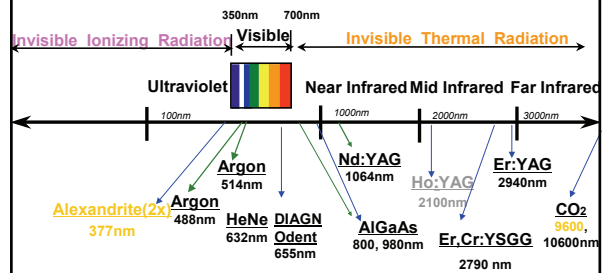 350nm 700nm
Invisible Ionizing Radiation Visible Invisible Thermal Radiation
Ultraviolet Near Infrared Mid Infrared Far Infrared
100nm 1000nm 2000nm 3000nm
Argon
514nm
Nd:YAG
1064nm
Er:YAG
2940nm
Ho:YAG
2100nm
Alexandrite(2x)
377nm
Argon
488nm
HeNe
632nm
DIAGN
Odent
655nm
AlGaAs
800, 980nm
Er,Cr:YSGG
2790 nm
CO2
9600,
10600nm